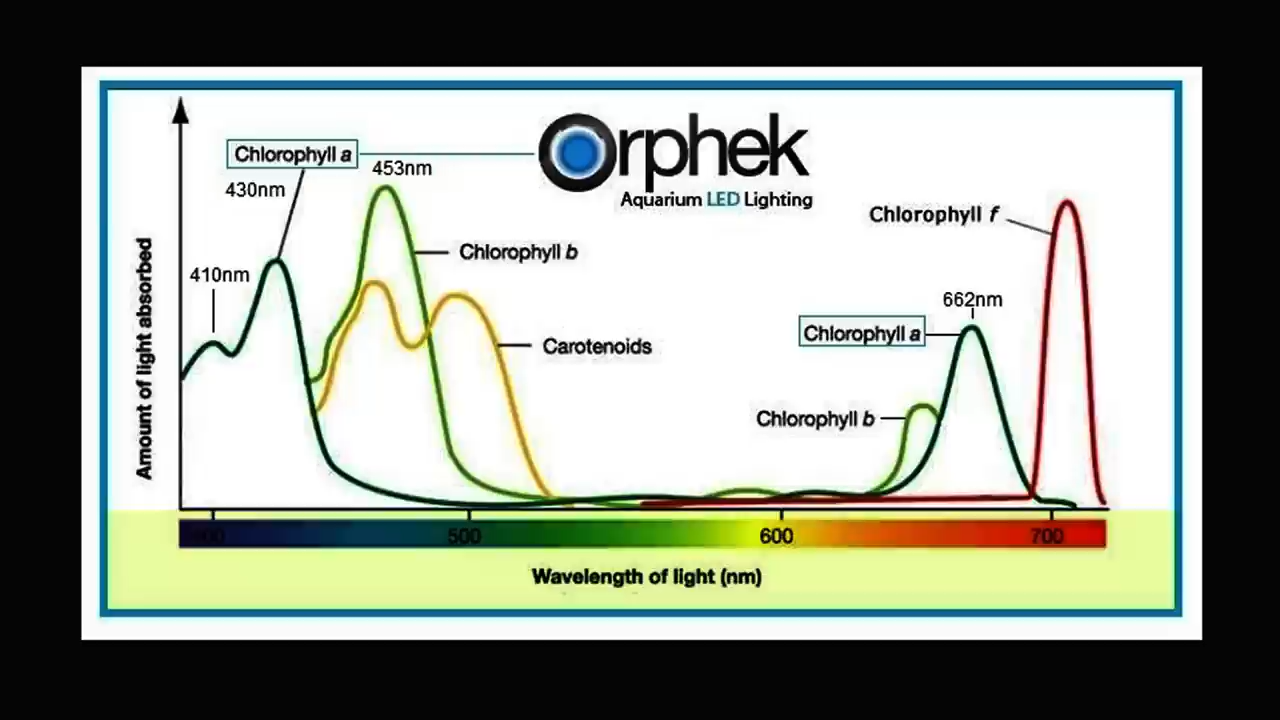 Orphek
Aquarium LED Lighting
Chlorophyll a
430nm
453nm
410nm
Chlorophyll b
Carotenoids
Chlorophyll f
662nm
Chlorophyll a
Chlorophyll b
Amount of light absorbed
400 500 600 700
Wavelength of light (nm)